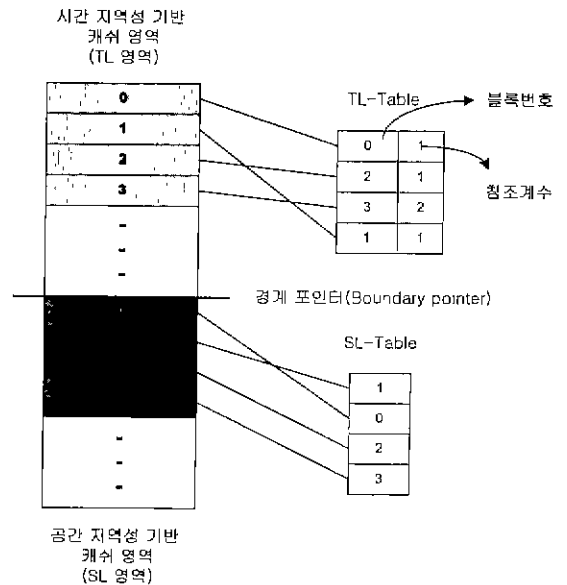 시간 지역성 기반
캐쉬 영역
(TL 영역)
0
1
2
3
TL-Table
블록번호
0 1
2 1
3 2
1 1
참조계수
경계 포인터(Boundary pointer)
SL-Table
1
0
2
3
공간 지역성 기반
캐쉬 영역
(SL 영역)